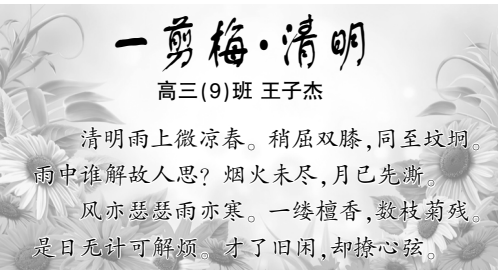 一剪梅·清明
高三(9)班 王子杰
清明雨上微凉春。稍屈双膝,同至坟坰。
雨中谁解故人思？烟火未尽,月已先澌。
风亦瑟瑟雨亦寒。一缕檀香,数枝菊残。
是日无计可解烦。才了旧闲,却撩心弦。